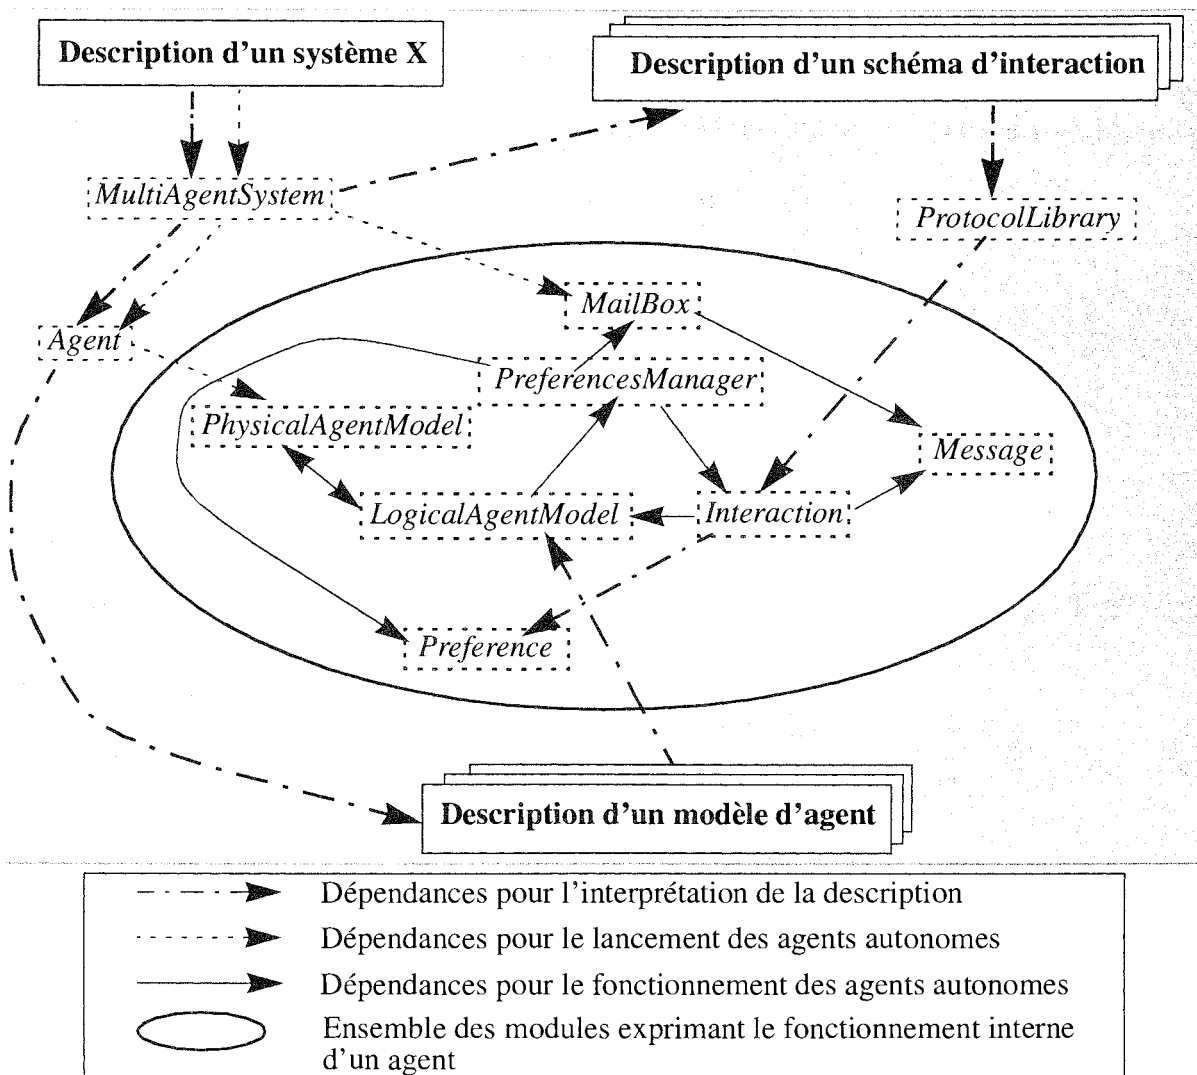 Description d'un système X
Description d'un schéma d'interaction
MultiAgentSystem
ProtocolLibrary
MailBox
Agent
PreferencesManager
PhysicalAgentModel
Message
LogicalAgentModel
Interaction
Preference
Description d'un modèle d'agent
Dépendances pour l'interprétation de la description
Dépendances pour le lancement des agents autonomes
Dépendances pour le fonctionnement des agents autonomes
Ensemble des modules exprimant le fonctionnement interne
d'un agent